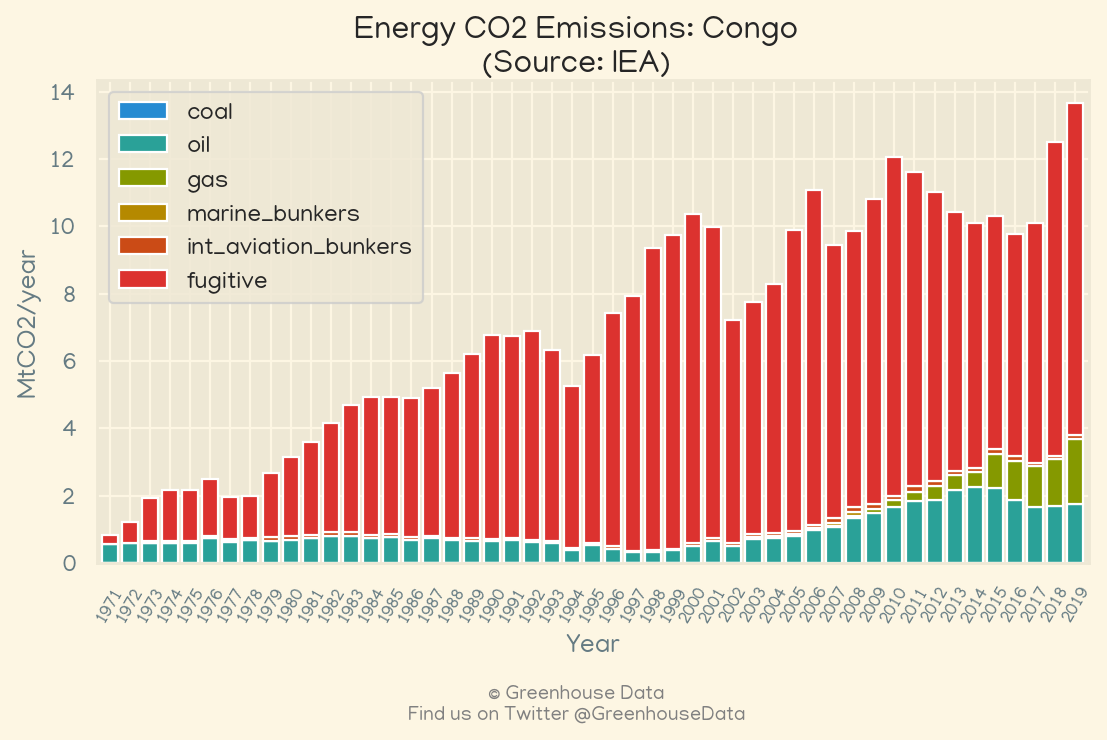 Energy CO2 Emissions: Congo
(Source: IEA)
MtCO2/year
14
12
10
8
6
4
2
0
coal
oil
gas
marine_bunkers
int_aviation_bunkers
fugitive
1971 1972 1973 1974 1975 1976 1977 1978 1979 1980 1981 1982 1983 1984 1985 1986 1987 1988 1989 1990 1991 1992 1993 1994 1995 1996 1997 1998 1999 2000 2001 2002 2003 2004 2005 2006 2007 2008 2009 2010 2011 2012 2013 2014 2015 2016 2017 2018 2019
Year
© Greenhouse Data
Find us on Twitter @GreenhouseData